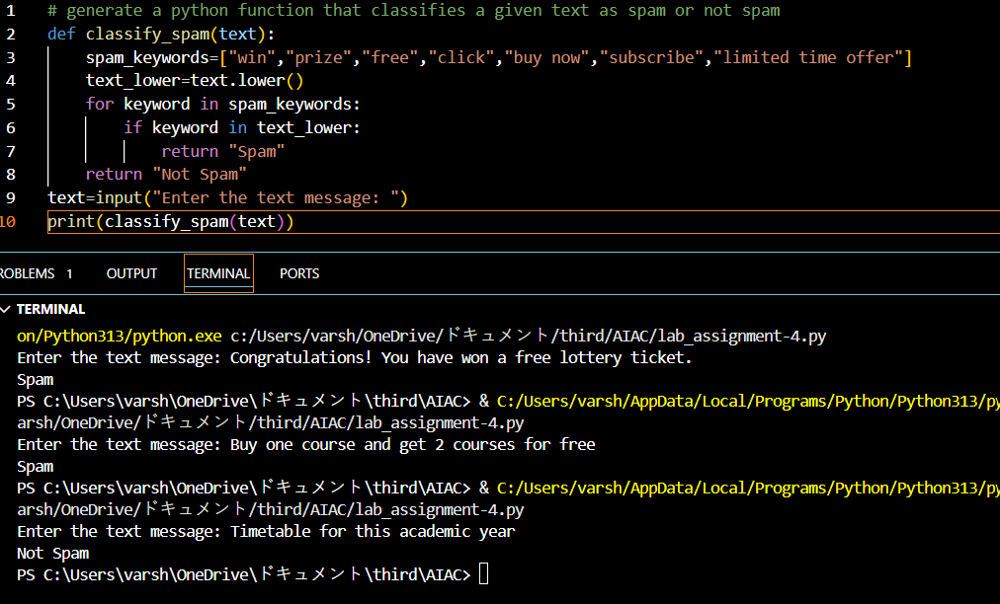 1 # generate a python function that classifies a given text as spam or not spam
2 def classify_spam(text):
3 spam_keywords=["win","prize","free","click","buy now","subscribe","limited time offer"]
4 text_lower=text.lower()
5 for keyword in spam_keywords:
6 if keyword in text_lower:
7 return "Spam"
8 return "Not Spam"
9 text=input("Enter the text message: ")
10 print(classify_spam(text))
ROBLEMS 1 OUTPUT TERMINAL PORTS
TERMINAL
on/Python313/python.exe c:/Users/varsh/OneDrive/ドキュメント/third/AIAC/lab_assignment-4.py
Enter the text message: Congratulations! You have won a free lottery ticket.
Spam
PS C:\Users\varsh\OneDrive\ドキュメント\third\AIAC> & C:/Users/varsh/AppData/Local/Programs/Python/Python313/py
arsh/OneDrive/ドキュメント/third/AIAC/lab_assignment-4.py
Enter the text message: Buy one course and get 2 courses for free
Spam
PS C:\Users\varsh\OneDrive\ドキュメント\third\AIAC> & C:/Users/varsh/AppData/Local/Programs/Python/Python313/py
arsh/OneDrive/ドキュメント/third/AIAC/lab_assignment-4.py
Enter the text message: Timetable for this academic year
Not Spam
PS C:\Users\varsh\OneDrive\ドキュメント\third\AIAC>